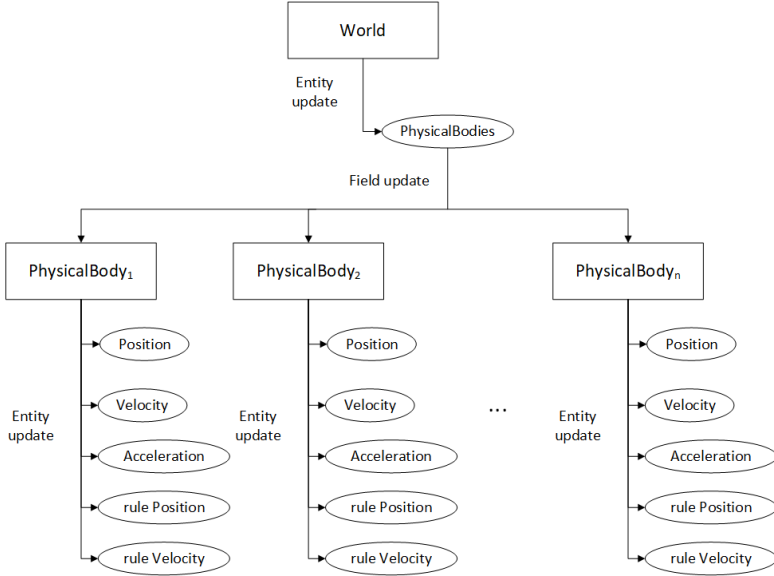 World
Entity
update
PhysicalBodies
Field update
PhysicalBody₁
PhysicalBody₂
PhysicalBodyₙ
Position
Position
Position
Velocity
Velocity
...
Velocity
Entity
update
Entity
update
Entity
update
Acceleration
Acceleration
Acceleration
rule Position
rule Position
rule Position
rule Velocity
rule Velocity
rule Velocity